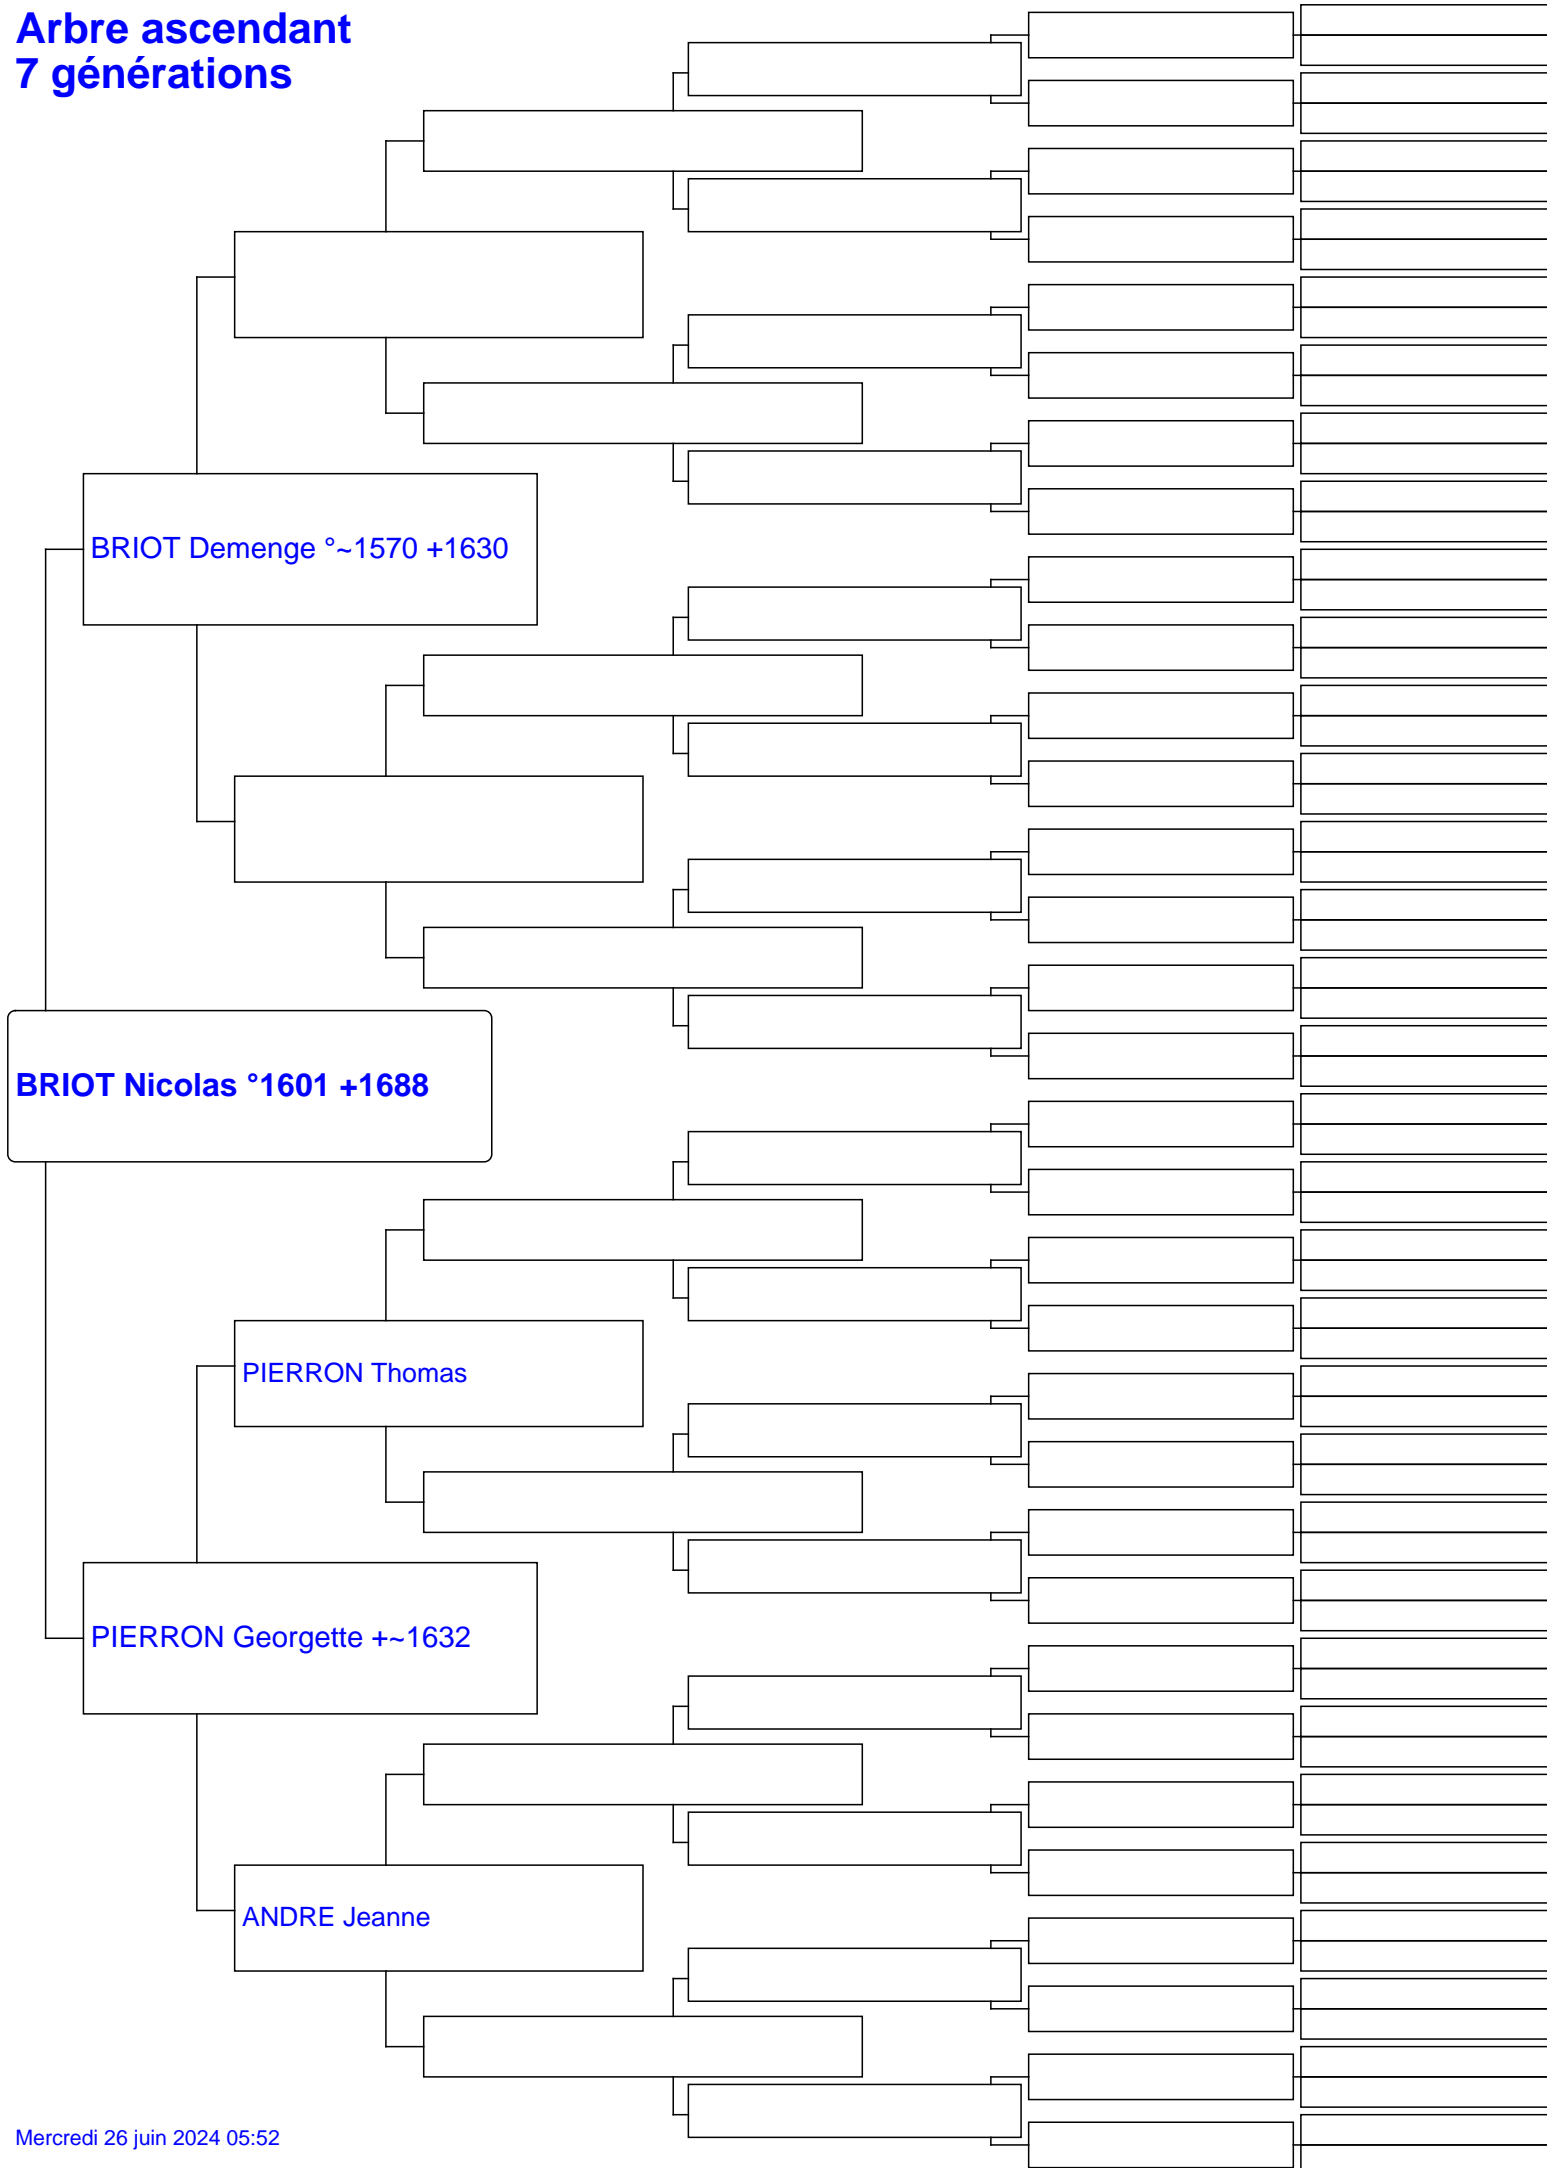 Arbre ascendant
7 générations
BRIOT Demenge °~1570 +1630
BRIOT Nicolas °1601 +1688
PIERRON Thomas
PIERRON Georgette +~1632
ANDRE Jeanne
Mercredi 26 juin 2024 05:52